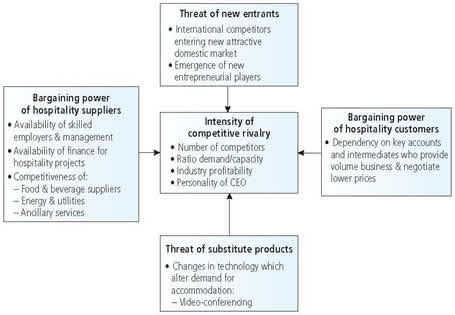 Threat of new entrants
• International competitors
entering new attractive
domestic market
• Emergence of new
entrepreneurial players
Bargaining power
of hospitality suppliers
• Availability of skilled
employers & management
• Availability of finance for
hospitality projects
• Competitiveness of:
– Food & beverage suppliers
– Energy & utilities
– Ancillary services
Intensity of
competitive rivalry
• Number of competitors
• Ratio demand/capacity
• Industry profitability
• Personality of CEO
Bargaining power
of hospitality customers
• Dependency on key accounts
and intermediates who provide
volume business & negotiate
lower prices
Threat of substitute products
• Changes in technology which
alter demand for
accommodation:
– Video-conferencing